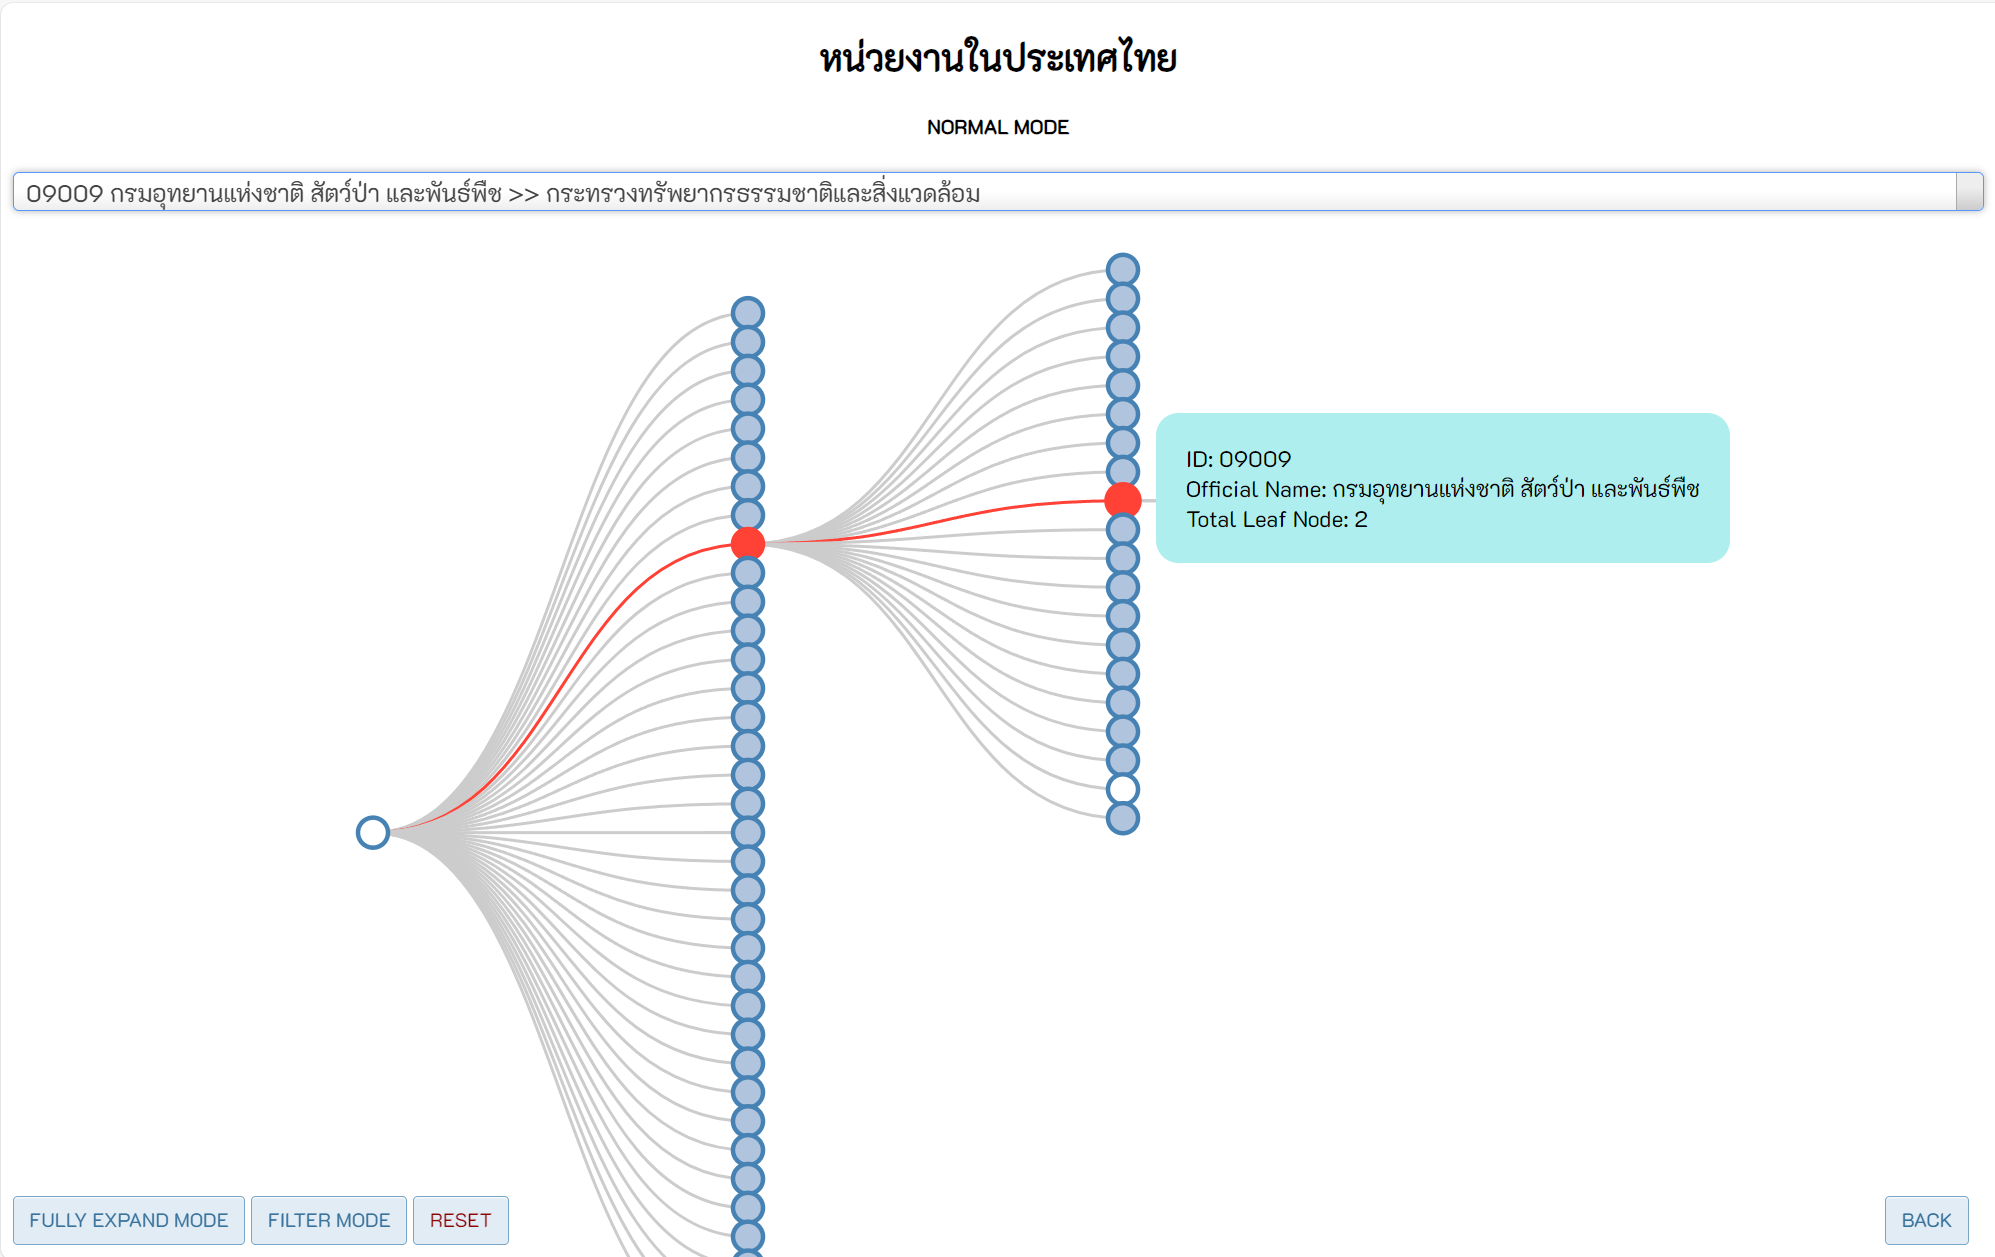 หน่วยงานในประเทศไทย
NORMAL MODE
09009 กรมอุทยานแห่งชาติ สัตว์ป่า และพันธ์พืช >> กระทรวงทรัพยากรธรรมชาติและสิ่งแวดล้อม
ID: 09009
Official Name: กรมอุทยานแห่งชาติ สัตว์ป่า และพันธ์พืช
Total Leaf Node: 2
FULLY EXPAND MODE
FILTER MODE
RESET
BACK